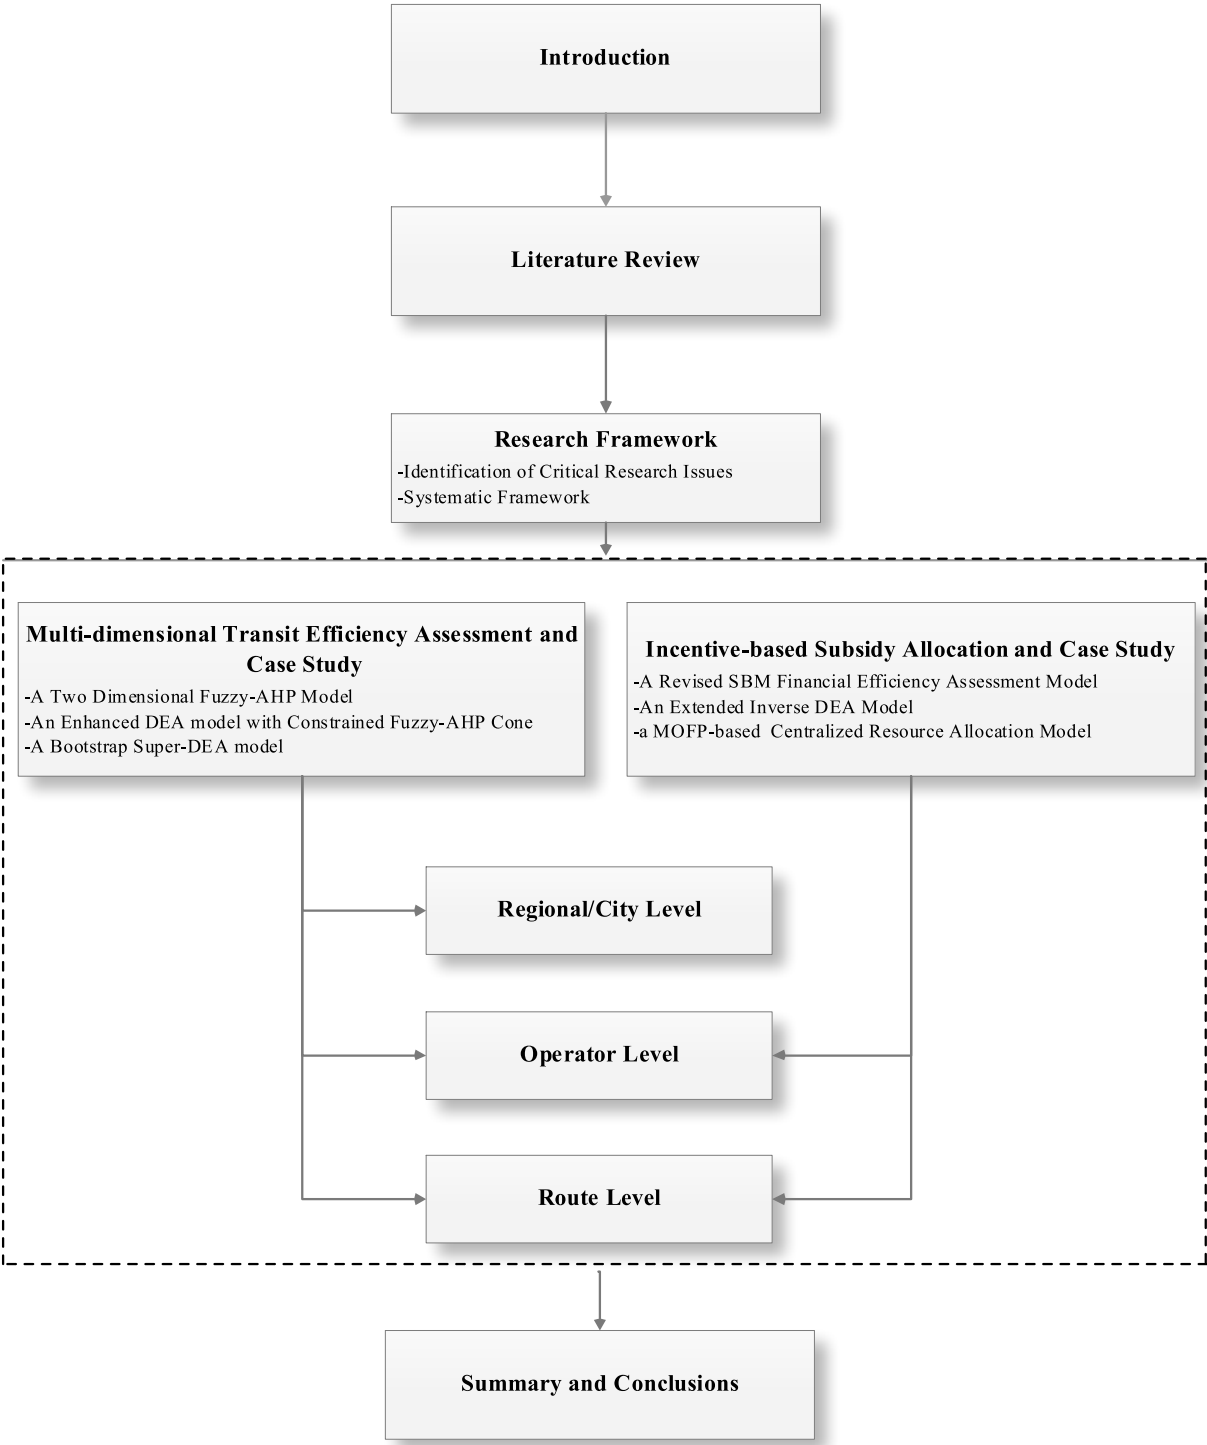 Introduction
Literature Review
Research Framework
-Identification of Critical Research Issues
-Systematic Framework
Multi-dimensional Transit Efficiency Assessment and
Case Study
-A Two Dimensional Fuzzy-AHP Model
-An Enhanced DEA model with Constrained Fuzzy-AHP Cone
-A Bootstrap Super-DEA model
Incentive-based Subsidy Allocation and Case Study
-A Revised SBM Financial Efficiency Assessment Model
-An Extended Inverse DEA Model
-a MOFP-based Centralized Resource Allocation Model
Regional/City Level
Operator Level
Route Level
Summary and Conclusions